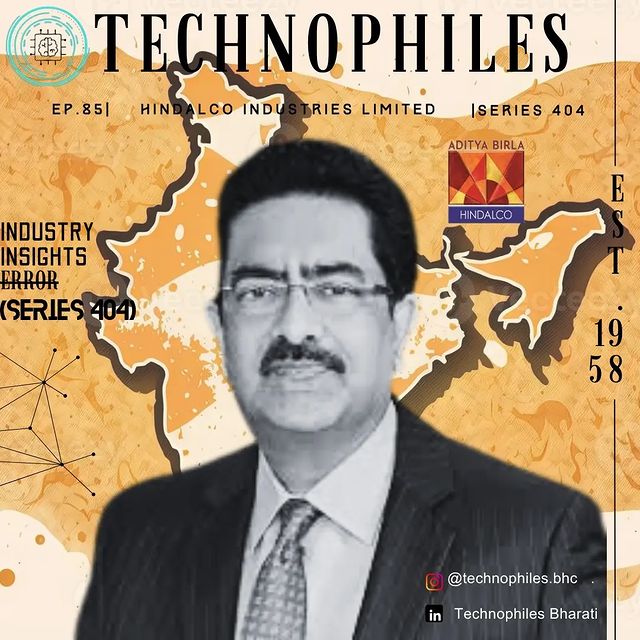 TECHNOPHILES
EP.85| HINDALCO INDUSTRIES LIMITED |SERIES 404
ADITYA BIRLA
HINDALCO
EST.
1958
INDUSTRY
INSIGHTS
ERROR
(SERIES 404)
@technophiles.bhc .
in Technophiles Bharati